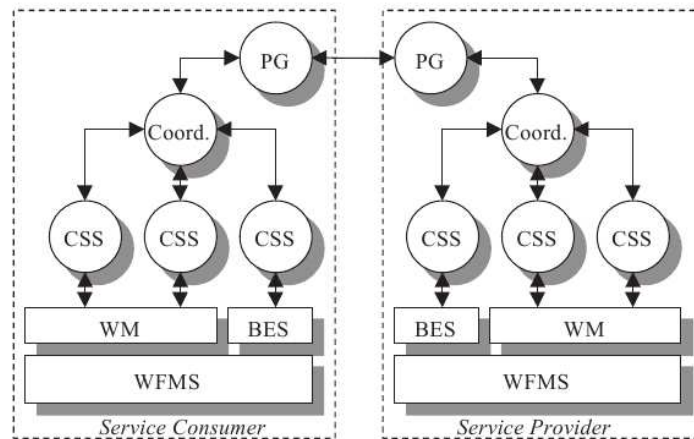 PG PG
Coord. Coord.
CSS CSS CSS CSS CSS CSS
WM BES BES WM
WFMS WFMS
Service Consumer Service Provider